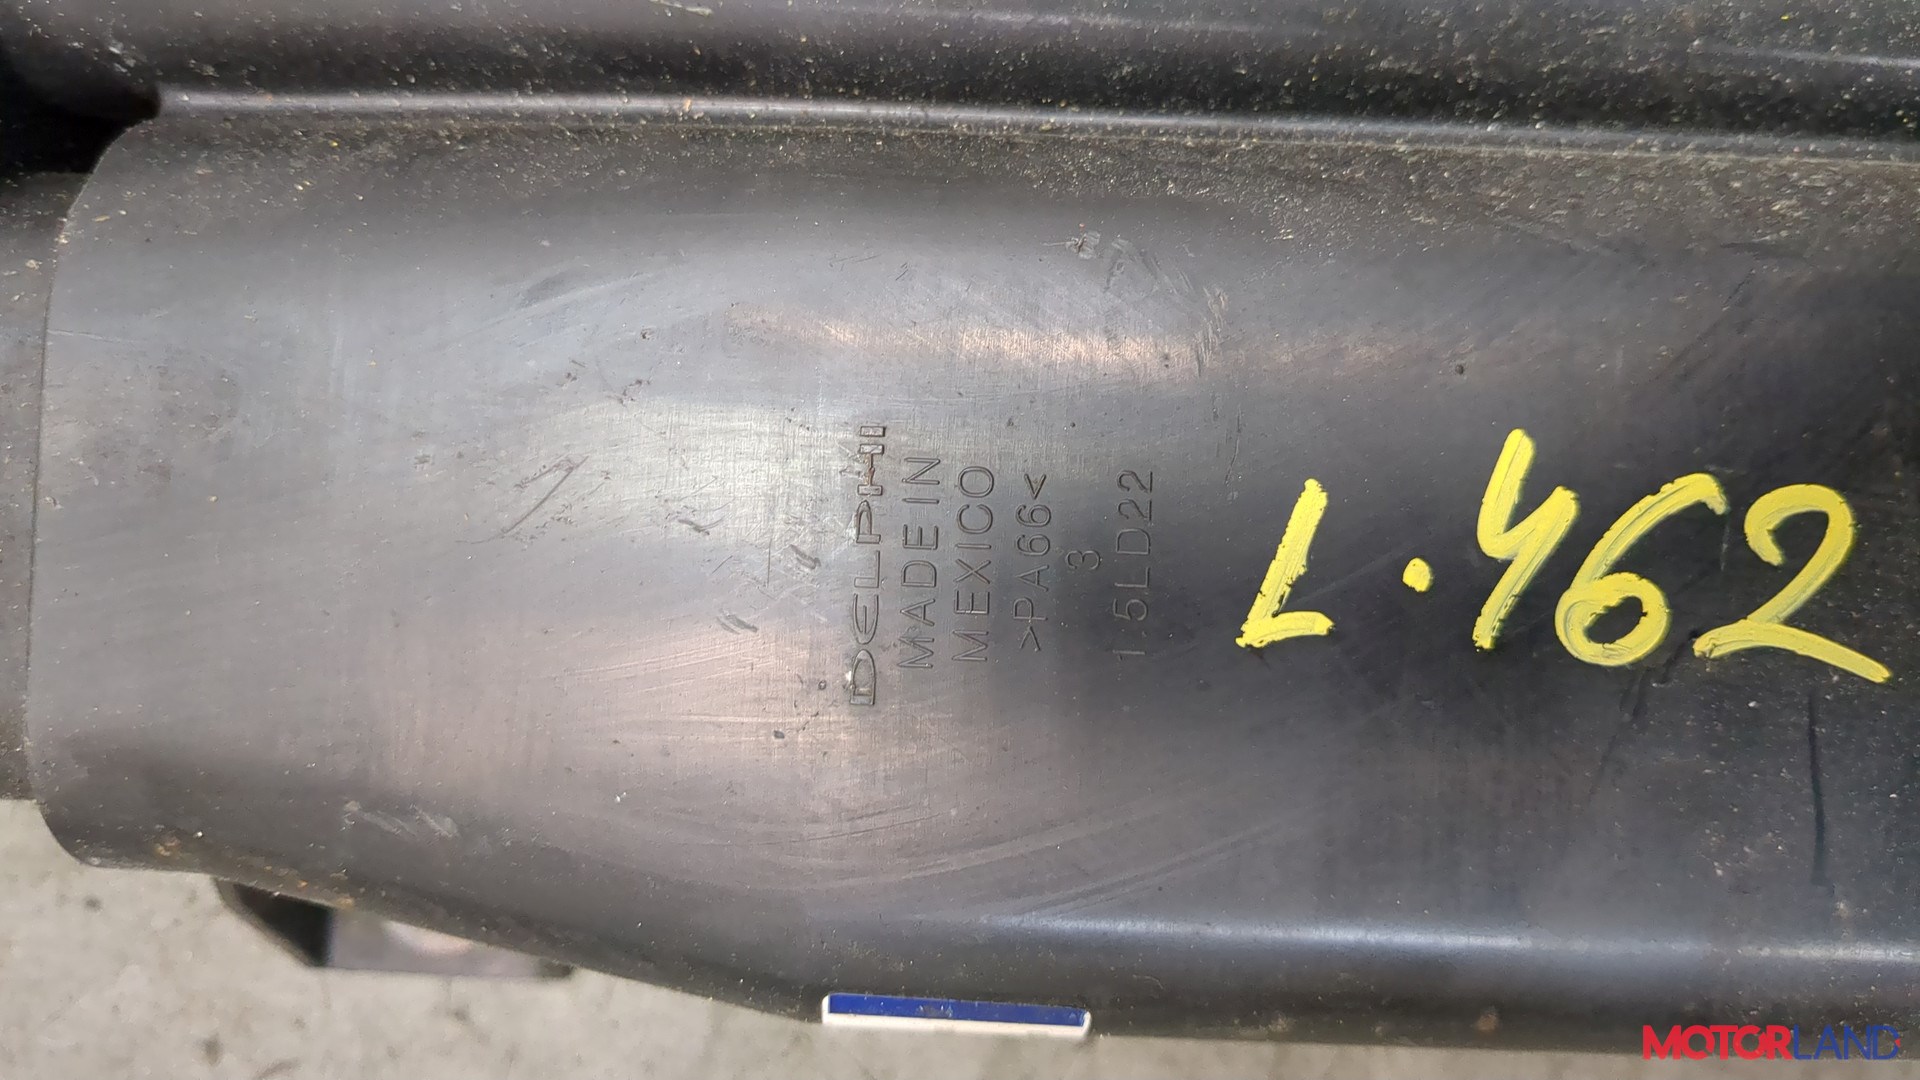 DELPHI
MADE IN
MEXICO
>PA66<
3
1.5LD22
L.462
MOTORLAND